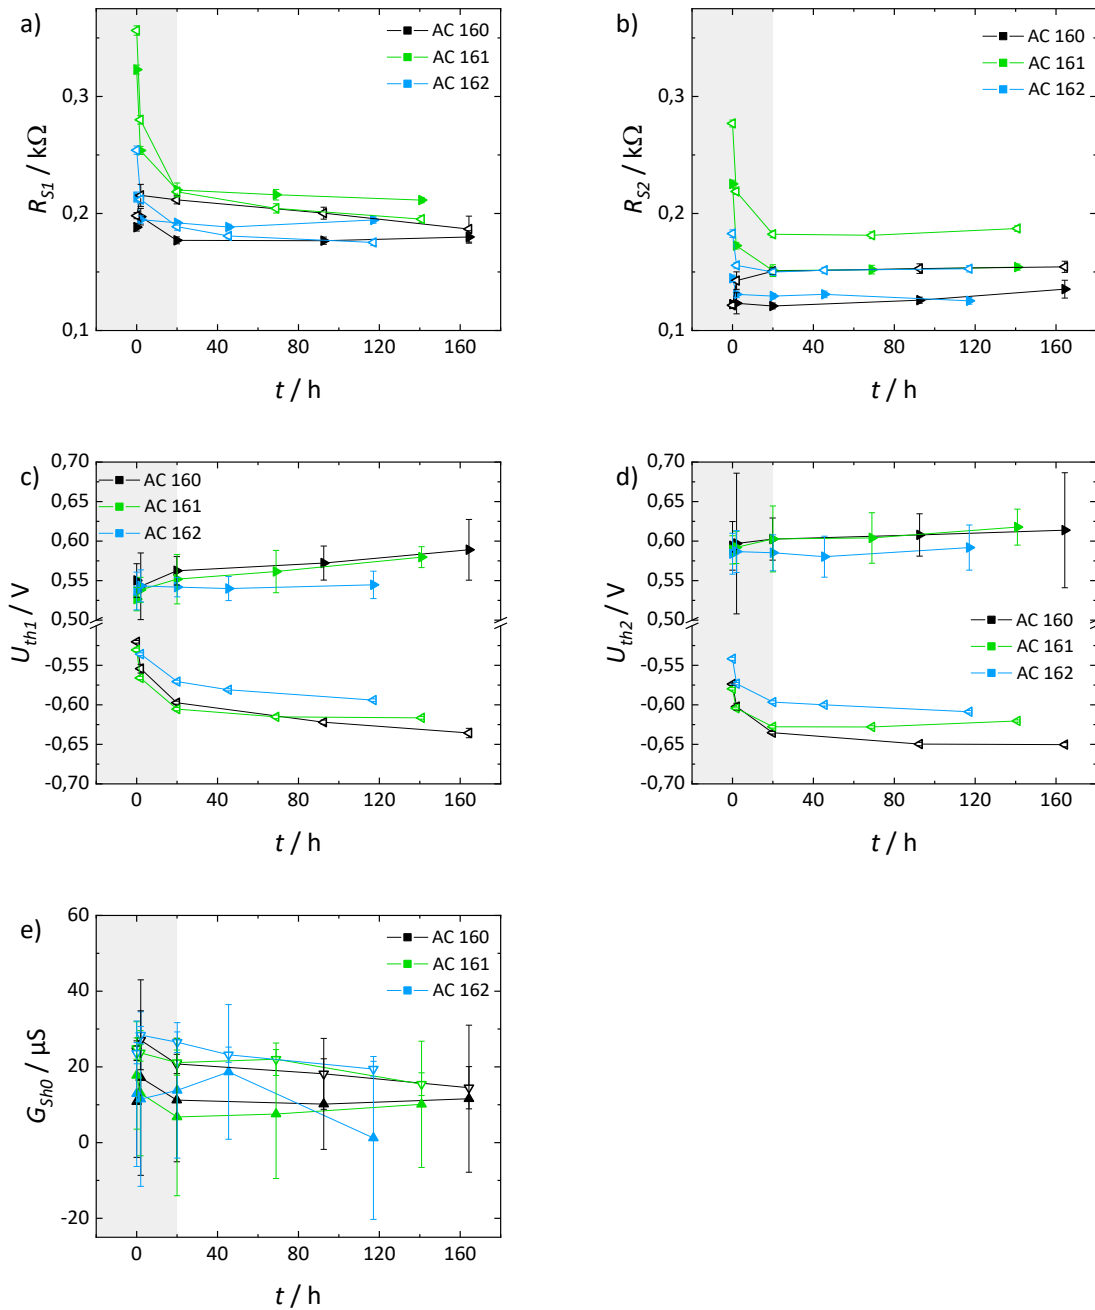 a)
AC 160
AC 161
AC 162
0,3
0,2
0,1
R_S1 / kΩ
0 40 80 120 160
t / h
b)
AC 160
AC 161
AC 162
0,3
0,2
0,1
R_S2 / kΩ
0 40 80 120 160
t / h
c)
AC 160
AC 161
AC 162
0,70
0,65
0,60
0,55
0,50
-0,55
-0,60
-0,65
-0,70
U_th1 / V
0 40 80 120 160
t / h
d)
0,70
0,65
0,60
0,55
0,50
-0,55
-0,60
-0,65
-0,70
U_th2 / V
AC 160
AC 161
AC 162
0 40 80 120 160
t / h
e)
AC 160
AC 161
AC 162
60
40
20
0
-20
G_Sh0 / µS
0 40 80 120 160
t / h